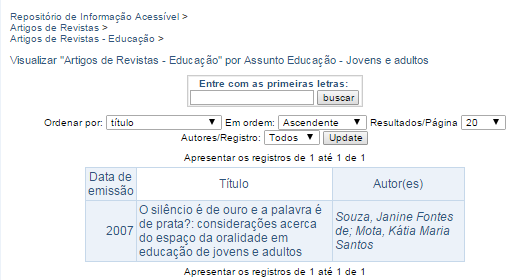 Repositório de Informação Acessível >
Artigos de Revistas >
Artigos de Revistas - Educação >
Visualizar "Artigos de Revistas - Educação" por Assunto Educação - Jovens e adultos
Entre com as primeiras letras:
buscar
Ordenar por: título Em ordem: Ascendente Resultados/Página 20
Autores/Registro: Todos Update
Apresentar os registros de 1 até 1 de 1
Data de emissão Título Autor(es)
2007 O silêncio é de ouro e a palavra é de prata?: considerações acerca do espaço da oralidade em educação de jovens e adultos Souza, Janine Fontes de; Mota, Kátia Maria Santos
Apresentar os registros de 1 até 1 de 1